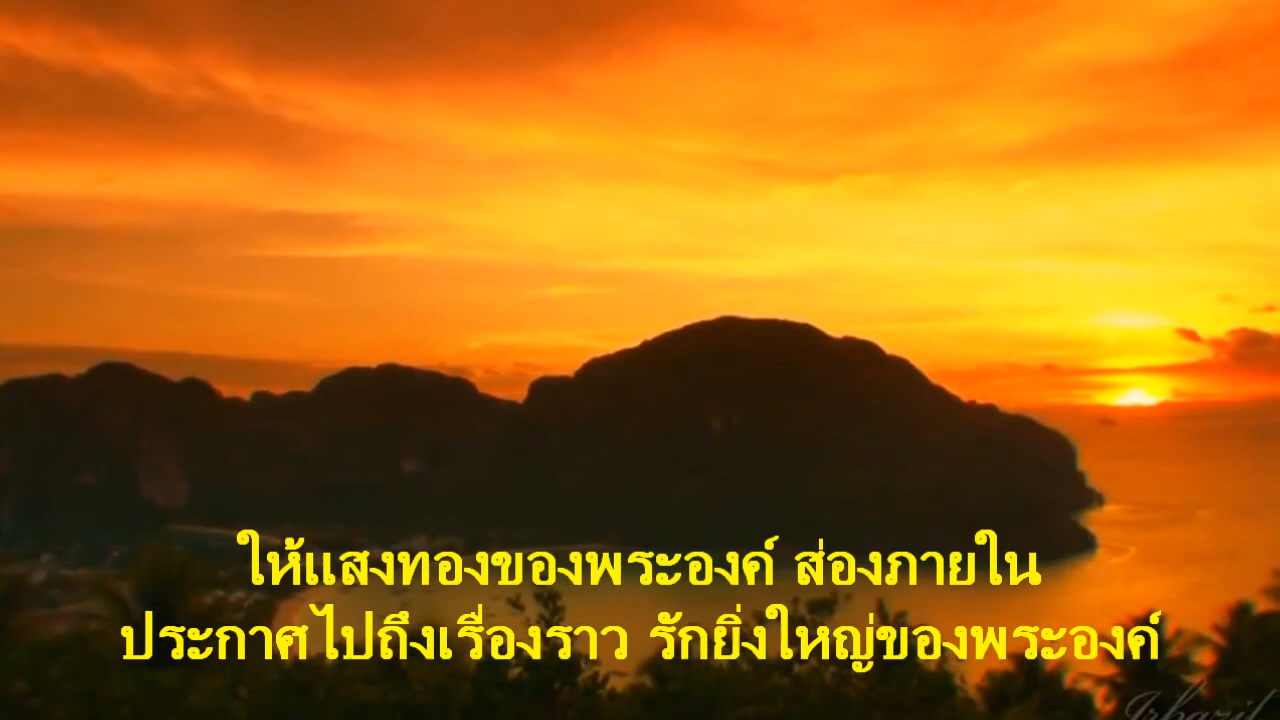 ให้แสงทองของพระองค์ ส่องภายใน
ประกาศไปถึงเรื่องราว รักยิ่งใหญ่ของพระองค์